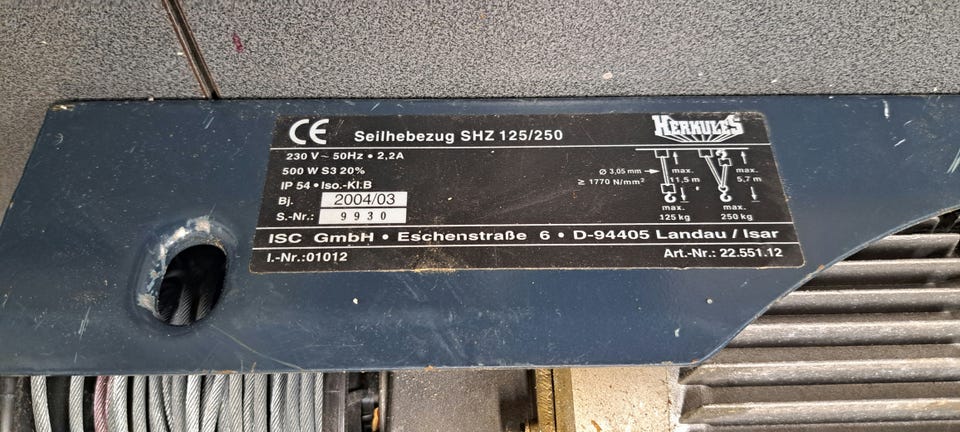 CE Seilhebezug SHZ 125/250 HERKULES
230 V ~ 50Hz • 2,2A
500 W S3 20%
IP 54 • Iso.-Kl.B
Bj. 2004/03
S.-Nr.: 9930
Ø 3,05 mm
≥ 1770 N/mm²
max. 11,5 m
max. 5,7 m
max. 125 kg
max. 250 kg
ISC GmbH • Eschenstraße 6 • D-94405 Landau / Isar
I.-Nr.:01012 Art.-Nr.: 22.551.12